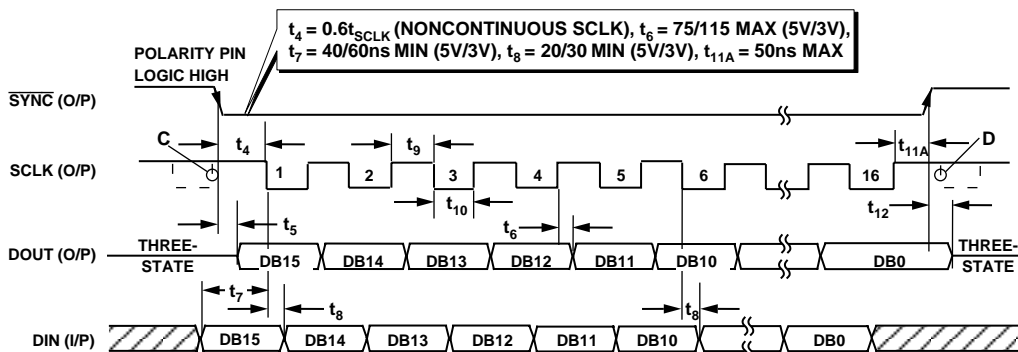 t4 = 0.6tSCLK (NONCONTINUOUS SCLK), t6 = 75/115 MAX (5V/3V),
t7 = 40/60ns MIN (5V/3V), t8 = 20/30 MIN (5V/3V), t11A = 50ns MAX
POLARITY PIN
LOGIC HIGH
SYNC (O/P)
C
t4
t9
t11A
D
SCLK (O/P)
1
2
3
4
5
6
16
t10
t12
t5
t6
THREE-
STATE
DOUT (O/P)
DB15
DB14
DB13
DB12
DB11
DB10
DB0
THREE-
STATE
t7
t8
t8
DIN (I/P)
DB15
DB14
DB13
DB12
DB11
DB10
DB0